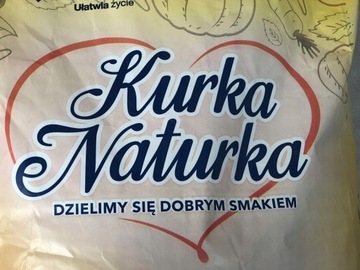 Ułatwia życie
Kurka
Naturka
DZIELIMY SIĘ DOBRYM SMAKIEM